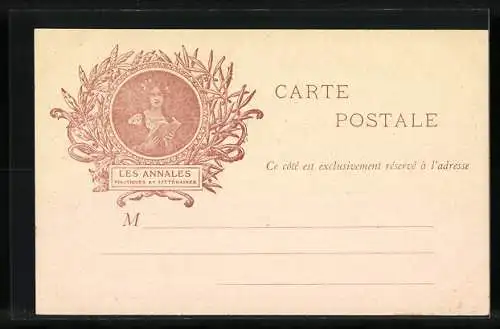 CARTE
POSTALE
LES ANNALES
POLITIQUES ET LITTÉRAIRES
Ce côté est exclusivement réservé à l'adresse
M